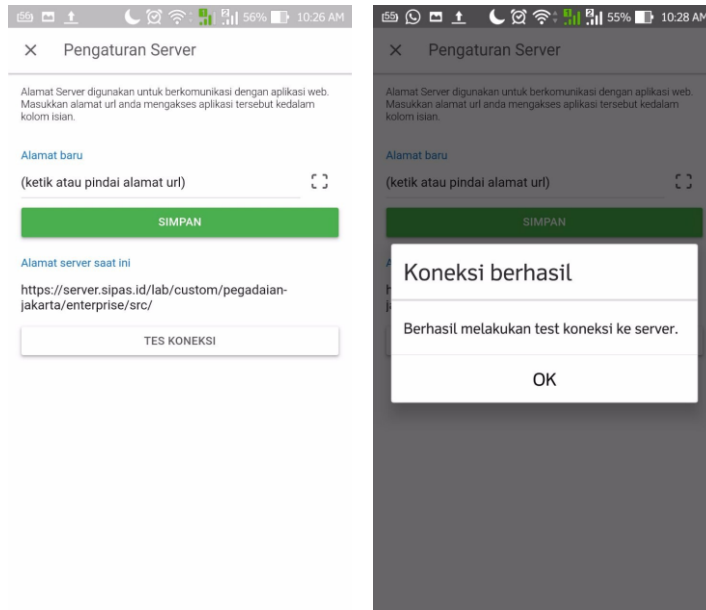 55 56% 10:26 AM
Pengaturan Server
Alamat Server digunakan untuk berkomunikasi dengan aplikasi web.
Masukkan alamat url anda mengakses aplikasi tersebut kedalam
kolom isian.
Alamat baru
(ketik atau pindai alamat url)
SIMPAN
Alamat server saat ini
https://server.sipas.id/lab/custom/pegadaian-
jakarta/enterprise/src/
TES KONEKSI
55 55% 10:28 AM
Pengaturan Server
Alamat Server digunakan untuk berkomunikasi dengan aplikasi web.
Masukkan alamat url anda mengakses aplikasi tersebut kedalam
kolom isian.
Alamat baru
(ketik atau pindai alamat url)
SIMPAN
Koneksi berhasil
Berhasil melakukan test koneksi ke server.
OK